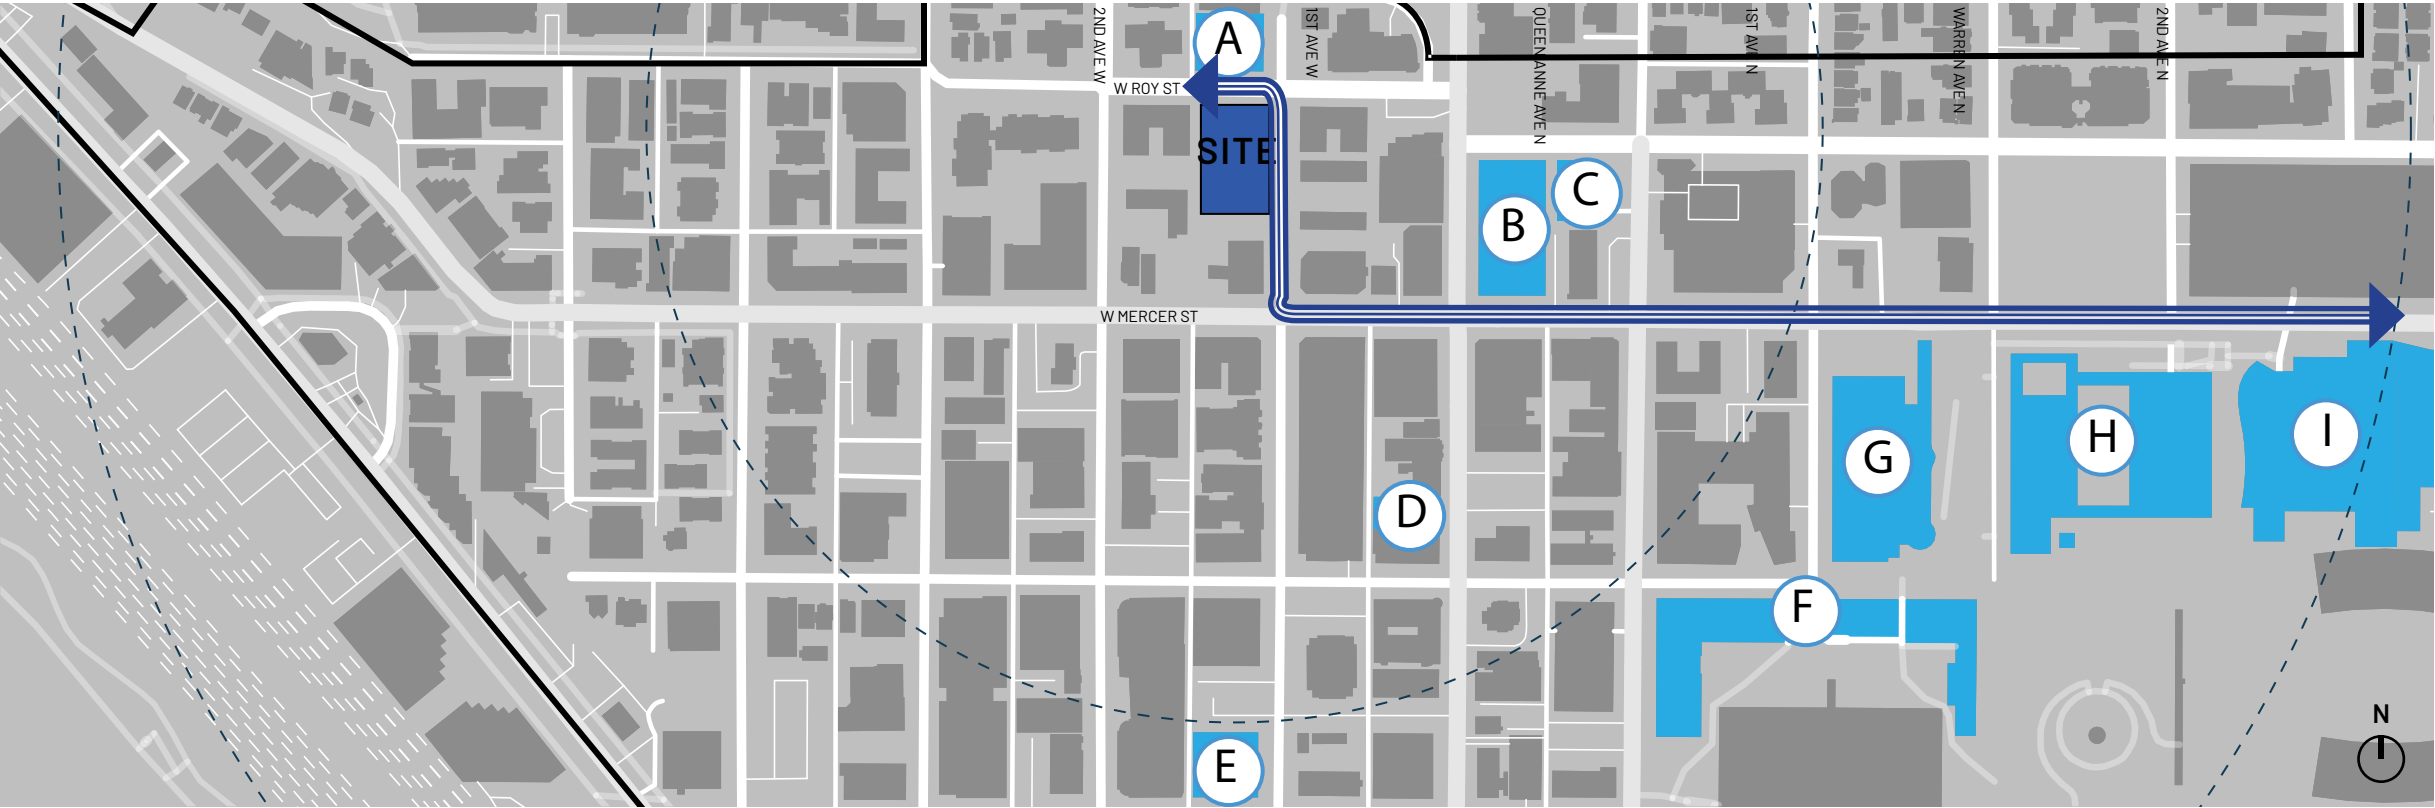 2ND AVE W
A
1ST AVE W
QUEEN ANNE AVE N
1ST AVE N
WARREN AVE N
2ND AVE N
W ROY ST
SITE
C
B
W MERCER ST
I
H
G
D
F
E
N